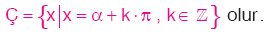 Ç = {x | x = α + k · π , k ∈ ℤ} olur.